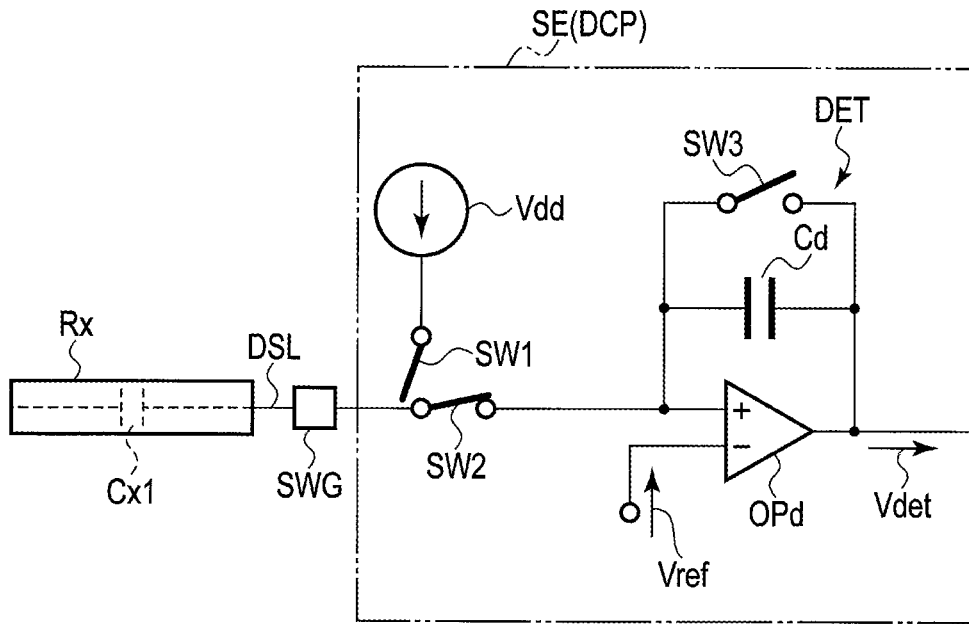 SE(DCP)
DET
SW3
Vdd
Cd
Rx
DSL
SW1
+
−
Cx1
SWG
SW2
OPd
Vdet
Vref